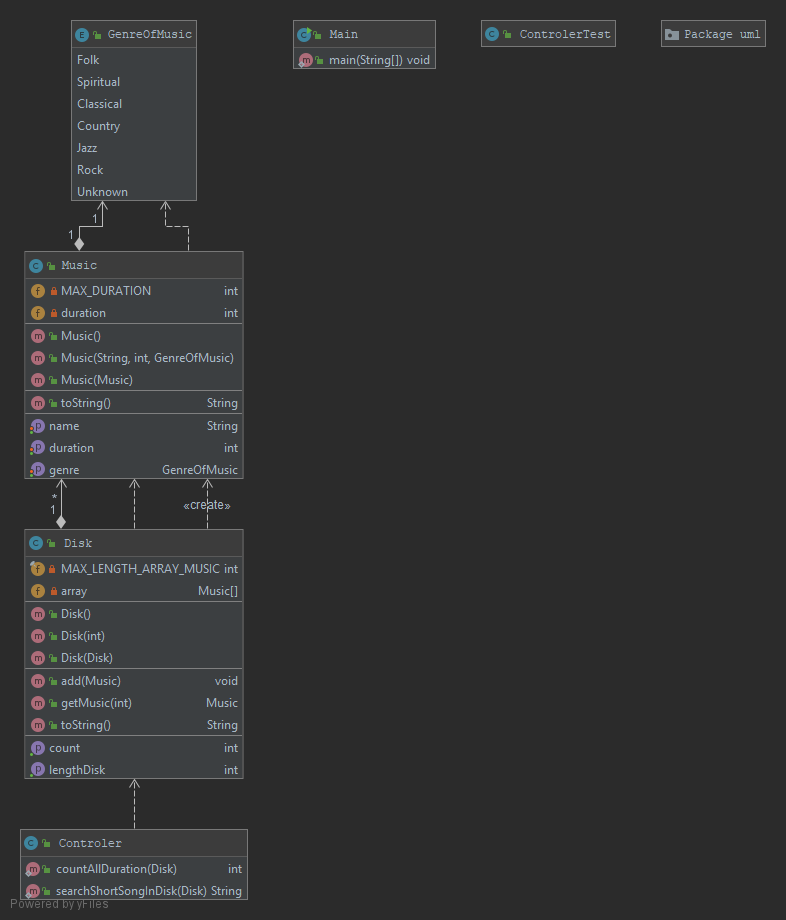 GenreOfMusic
Folk
Spiritual
Classical
Country
Jazz
Rock
Unknown
Main
main(String[]) void
ControlerTest
Package uml
1
1
Music
MAX_DURATION int
duration int
Music()
Music(String, int, GenreOfMusic)
Music(Music)
toString() String
name String
duration int
genre GenreOfMusic
*
1
«create»
Disk
MAX_LENGTH_ARRAY_MUSIC int
array Music[]
Disk()
Disk(int)
Disk(Disk)
add(Music) void
getMusic(int) Music
toString() String
count int
lengthDisk int
Controler
countAllDuration(Disk) int
searchShortSongInDisk(Disk) String
Powered by yFiles